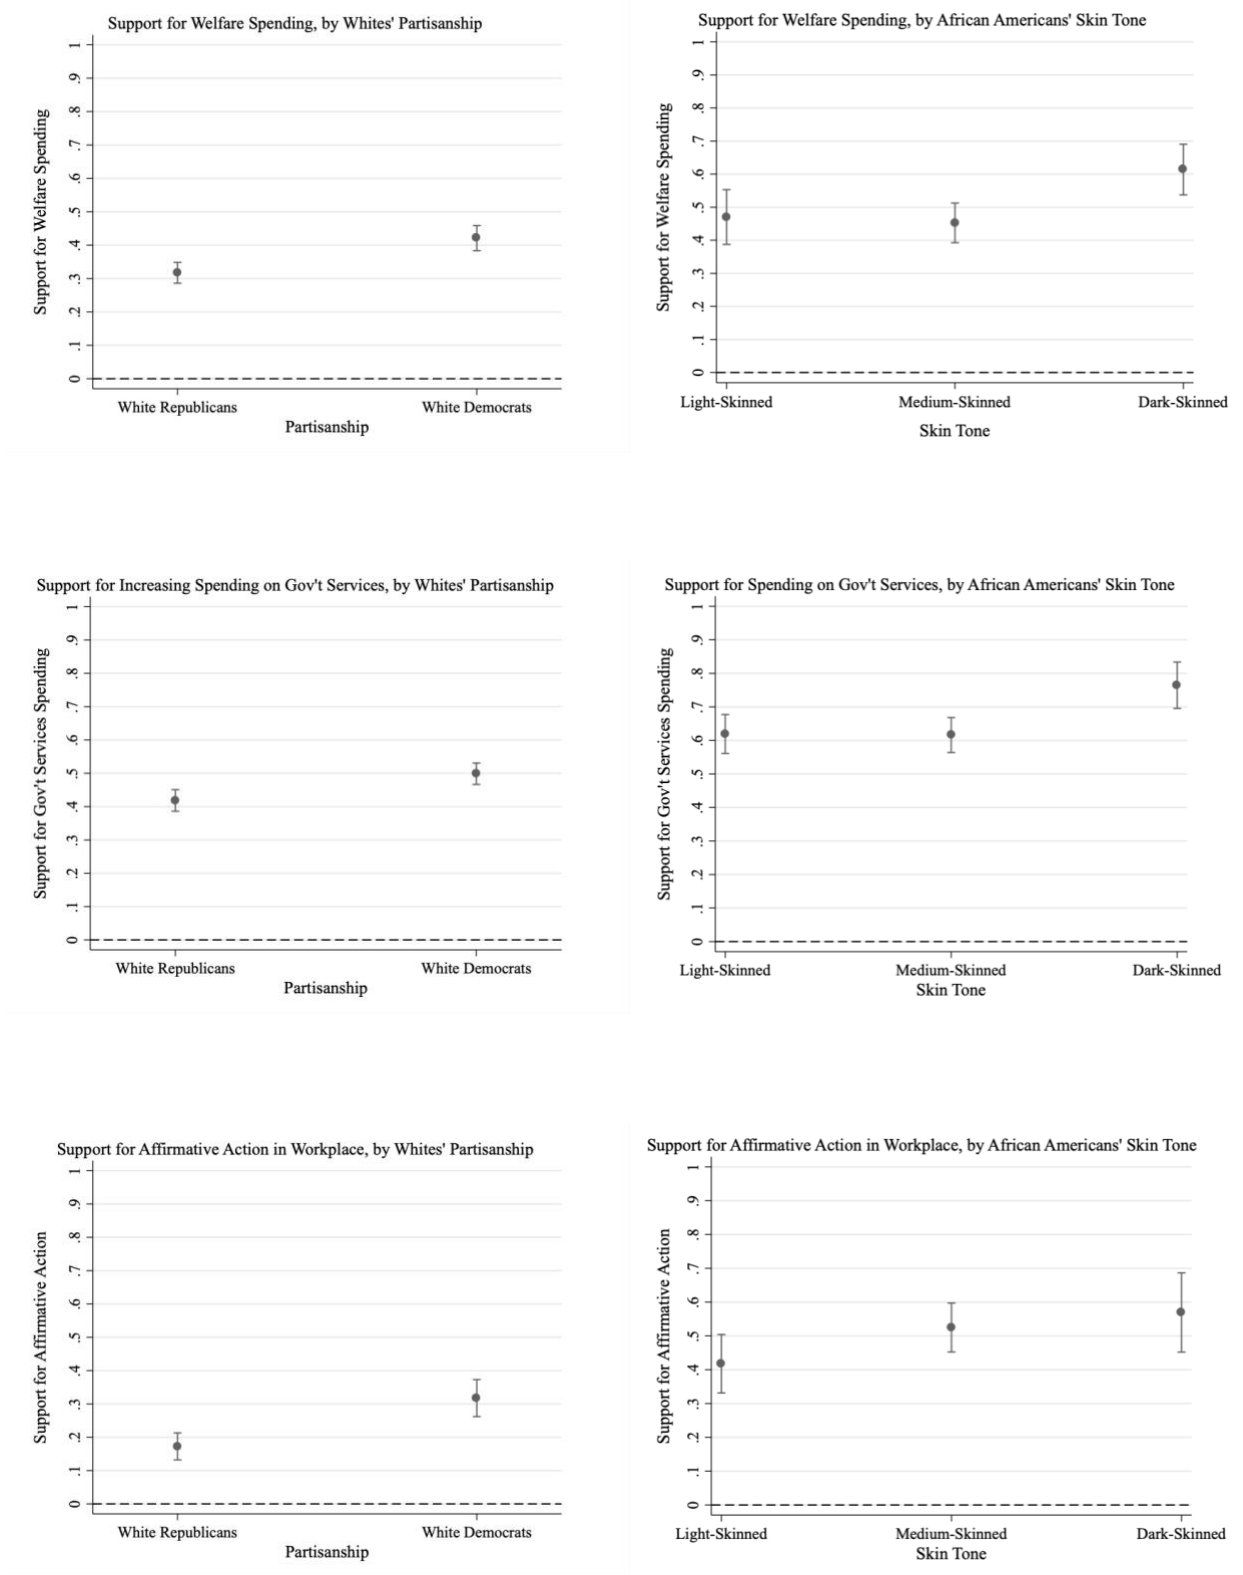 Support for Welfare Spending, by Whites' Partisanship
Support for Welfare Spending
1
.9
.8
.7
.6
.5
.4
.3
.2
.1
0
White Republicans
White Democrats
Partisanship
Support for Welfare Spending, by African Americans' Skin Tone
Support for Welfare Spending
1
.9
.8
.7
.6
.5
.4
.3
.2
.1
0
Light-Skinned
Medium-Skinned
Dark-Skinned
Skin Tone
Support for Increasing Spending on Gov't Services, by Whites' Partisanship
Support for Gov't Services Spending
1
.9
.8
.7
.6
.5
.4
.3
.2
.1
0
White Republicans
White Democrats
Partisanship
Support for Spending on Gov't Services, by African Americans' Skin Tone
Support for Gov't Services Spending
1
.9
.8
.7
.6
.5
.4
.3
.2
.1
0
Light-Skinned
Medium-Skinned
Dark-Skinned
Skin Tone
Support for Affirmative Action in Workplace, by Whites' Partisanship
Support for Affirmative Action
1
.9
.8
.7
.6
.5
.4
.3
.2
.1
0
White Republicans
White Democrats
Partisanship
Support for Affirmative Action in Workplace, by African Americans' Skin Tone
Support for Affirmative Action
1
.9
.8
.7
.6
.5
.4
.3
.2
.1
0
Light-Skinned
Medium-Skinned
Dark-Skinned
Skin Tone